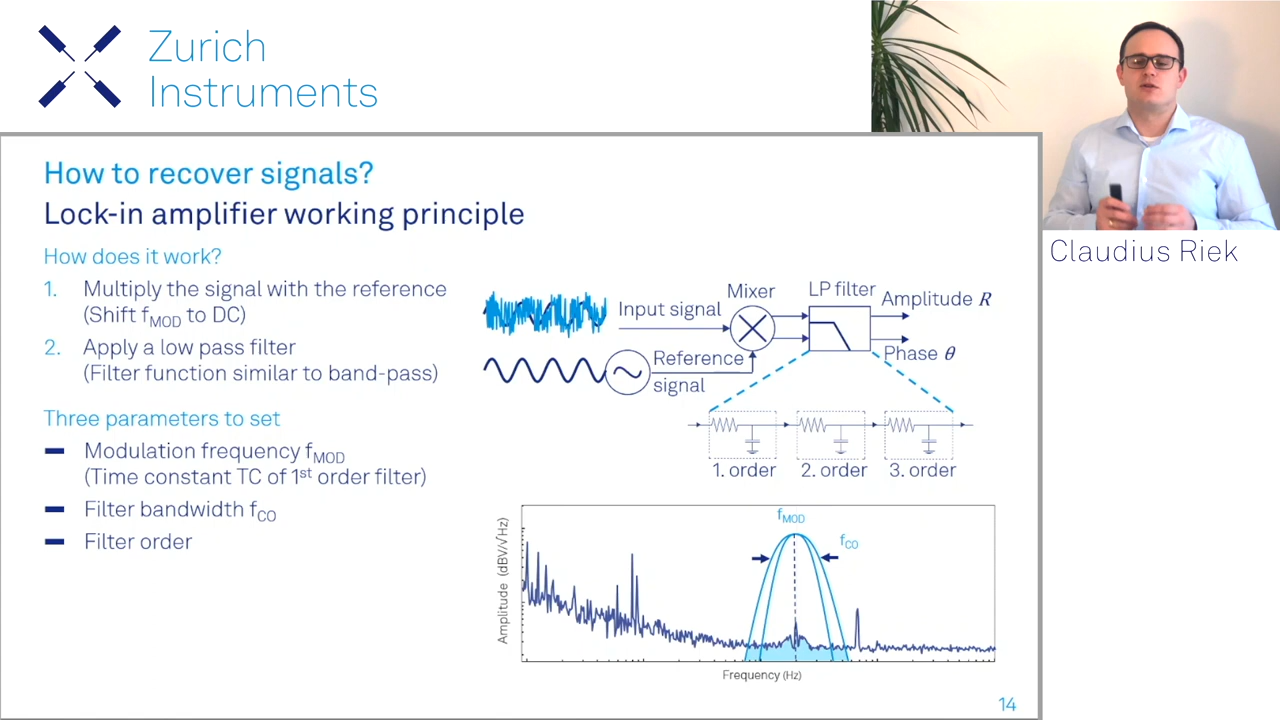 Zurich
Instruments
Claudius Riek
How to recover signals?
Lock-in amplifier working principle
How does it work?
1. Multiply the signal with the reference
(Shift fMOD to DC)
2. Apply a low pass filter
(Filter function similar to band-pass)
Three parameters to set
Modulation frequency fMOD
(Time constant TC of 1st order filter)
Filter bandwidth fCO
Filter order
Input signal
Mixer
LP filter
Amplitude R
Reference
signal
Phase θ
1. order
2. order
3. order
fMOD
fCO
Amplitude (dBV/√Hz)
Frequency (Hz)
14